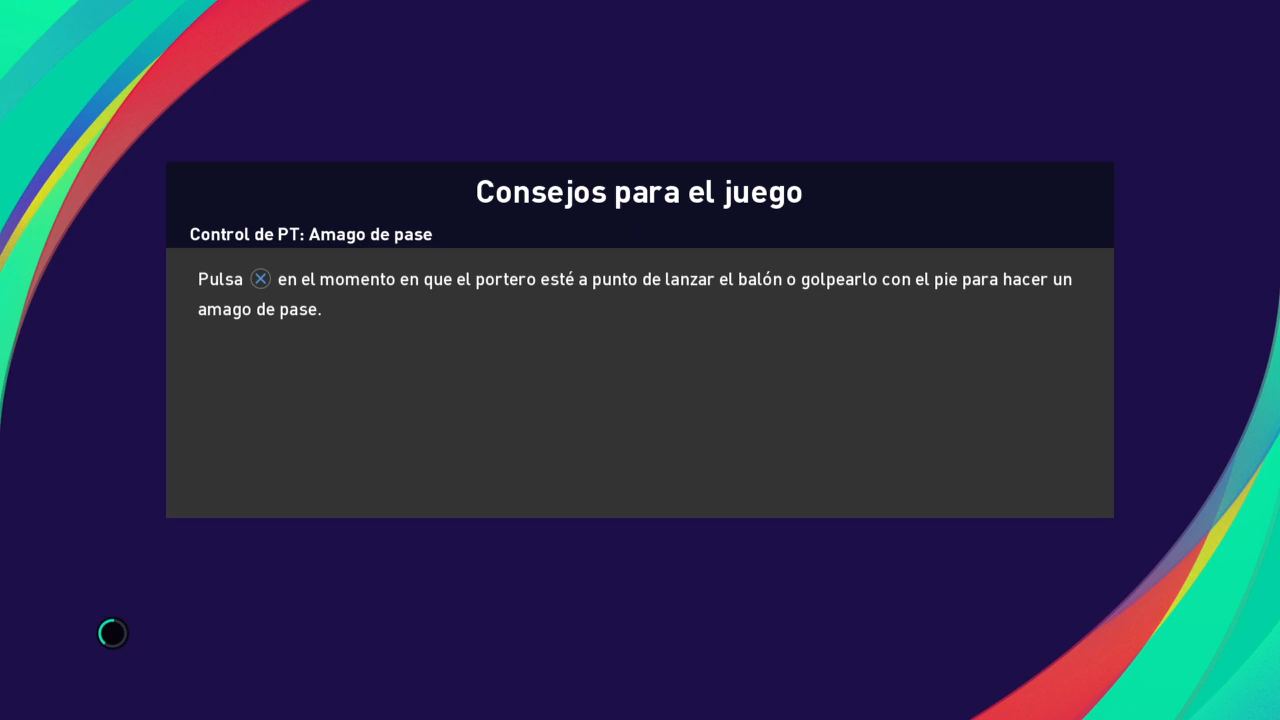 Consejos para el juego
Control de PT: Amago de pase
Pulsa ⊗ en el momento en que el portero esté a punto de lanzar el balón o golpearlo con el pie para hacer un
amago de pase.